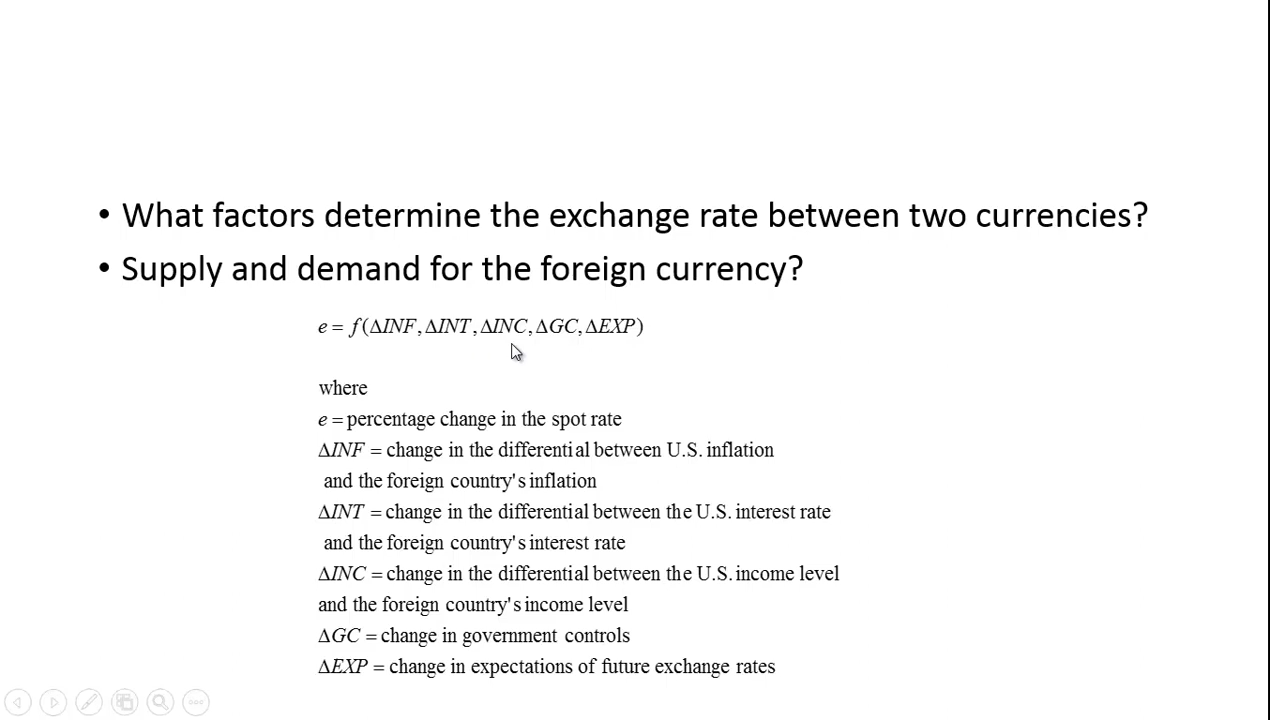 • What factors determine the exchange rate between two currencies?
• Supply and demand for the foreign currency?
e = f(ΔINF, ΔINT, ΔINC, ΔGC, ΔEXP)
where
e = percentage change in the spot rate
ΔINF = change in the differential between U.S. inflation
and the foreign country's inflation
ΔINT = change in the differential between the U.S. interest rate
and the foreign country's interest rate
ΔINC = change in the differential between the U.S. income level
and the foreign country's income level
ΔGC = change in government controls
ΔEXP = change in expectations of future exchange rates